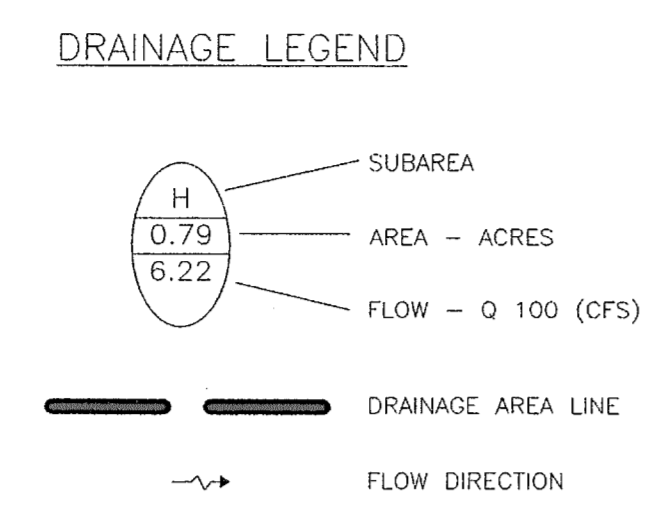 DRAINAGE LEGEND
H
SUBAREA
0.79
AREA – ACRES
6.22
FLOW – Q 100 (CFS)
DRAINAGE AREA LINE
FLOW DIRECTION